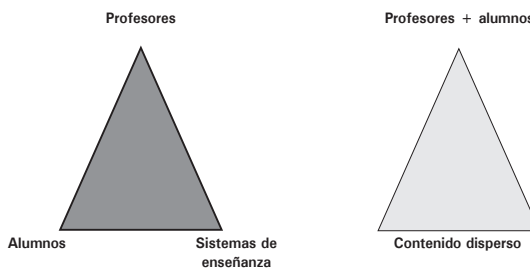 Profesores
Profesores + alumnos
Alumnos
Sistemas de
enseñanza
Contenido disperso